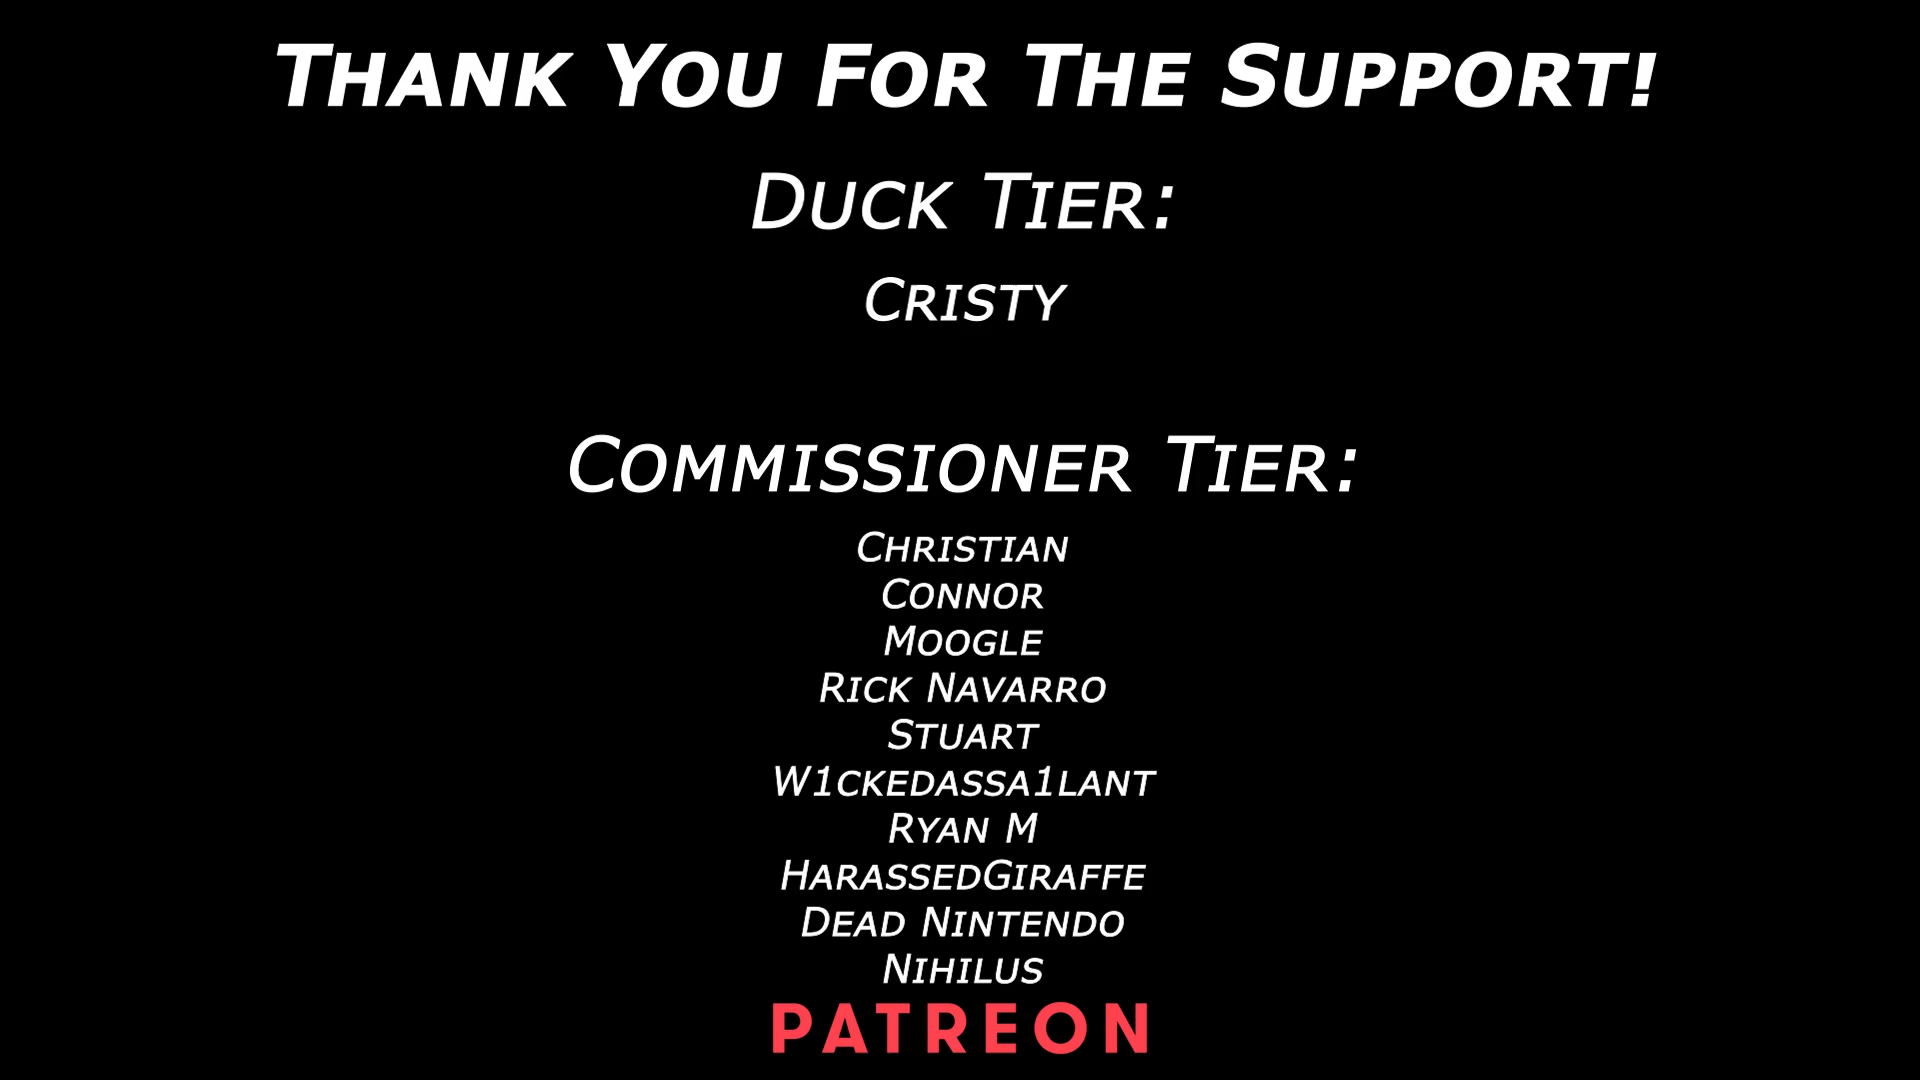 Thank You For The Support!
Duck Tier:
Cristy
Commissioner Tier:
Christian
Connor
Moogle
Rick Navarro
Stuart
W1ckedassa1lant
Ryan M
HarassedGiraffe
Dead Nintendo
Nihilus
PATREON